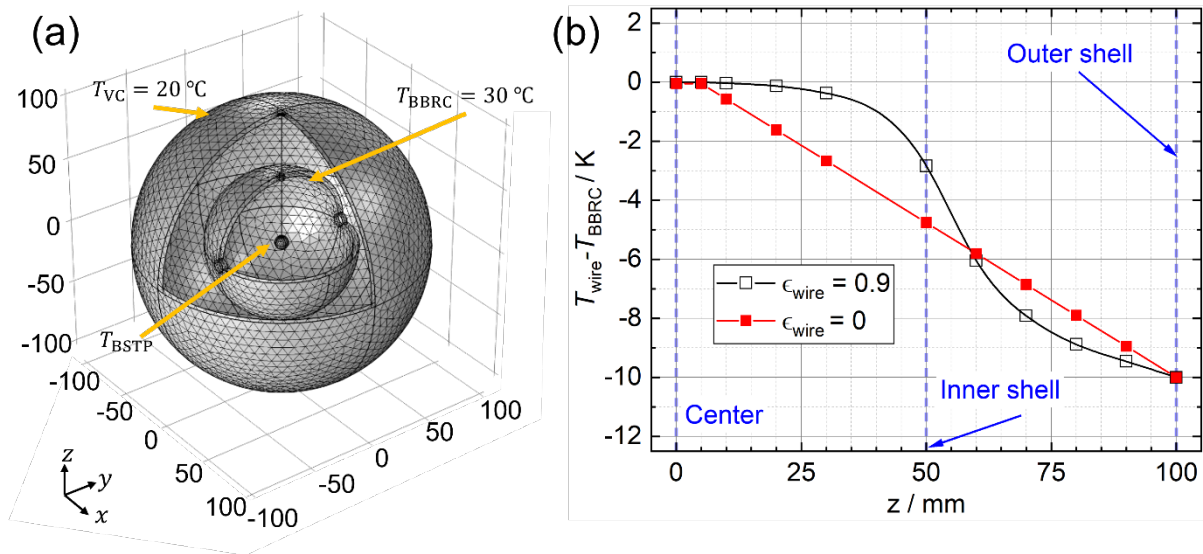 (a)
T_VC = 20 °C
T_BBRC = 30 °C
T_BSTP
100
50
0
-50
-100
-100
-50
0
50
100
-100
-50
0
50
100
z
y
x
(b)
2
0
-2
-4
-6
-8
-10
-12
T_wire-T_BBRC / K
Outer shell
ϵ_wire = 0.9
ϵ_wire = 0
Inner shell
Center
0
25
50
75
100
z / mm